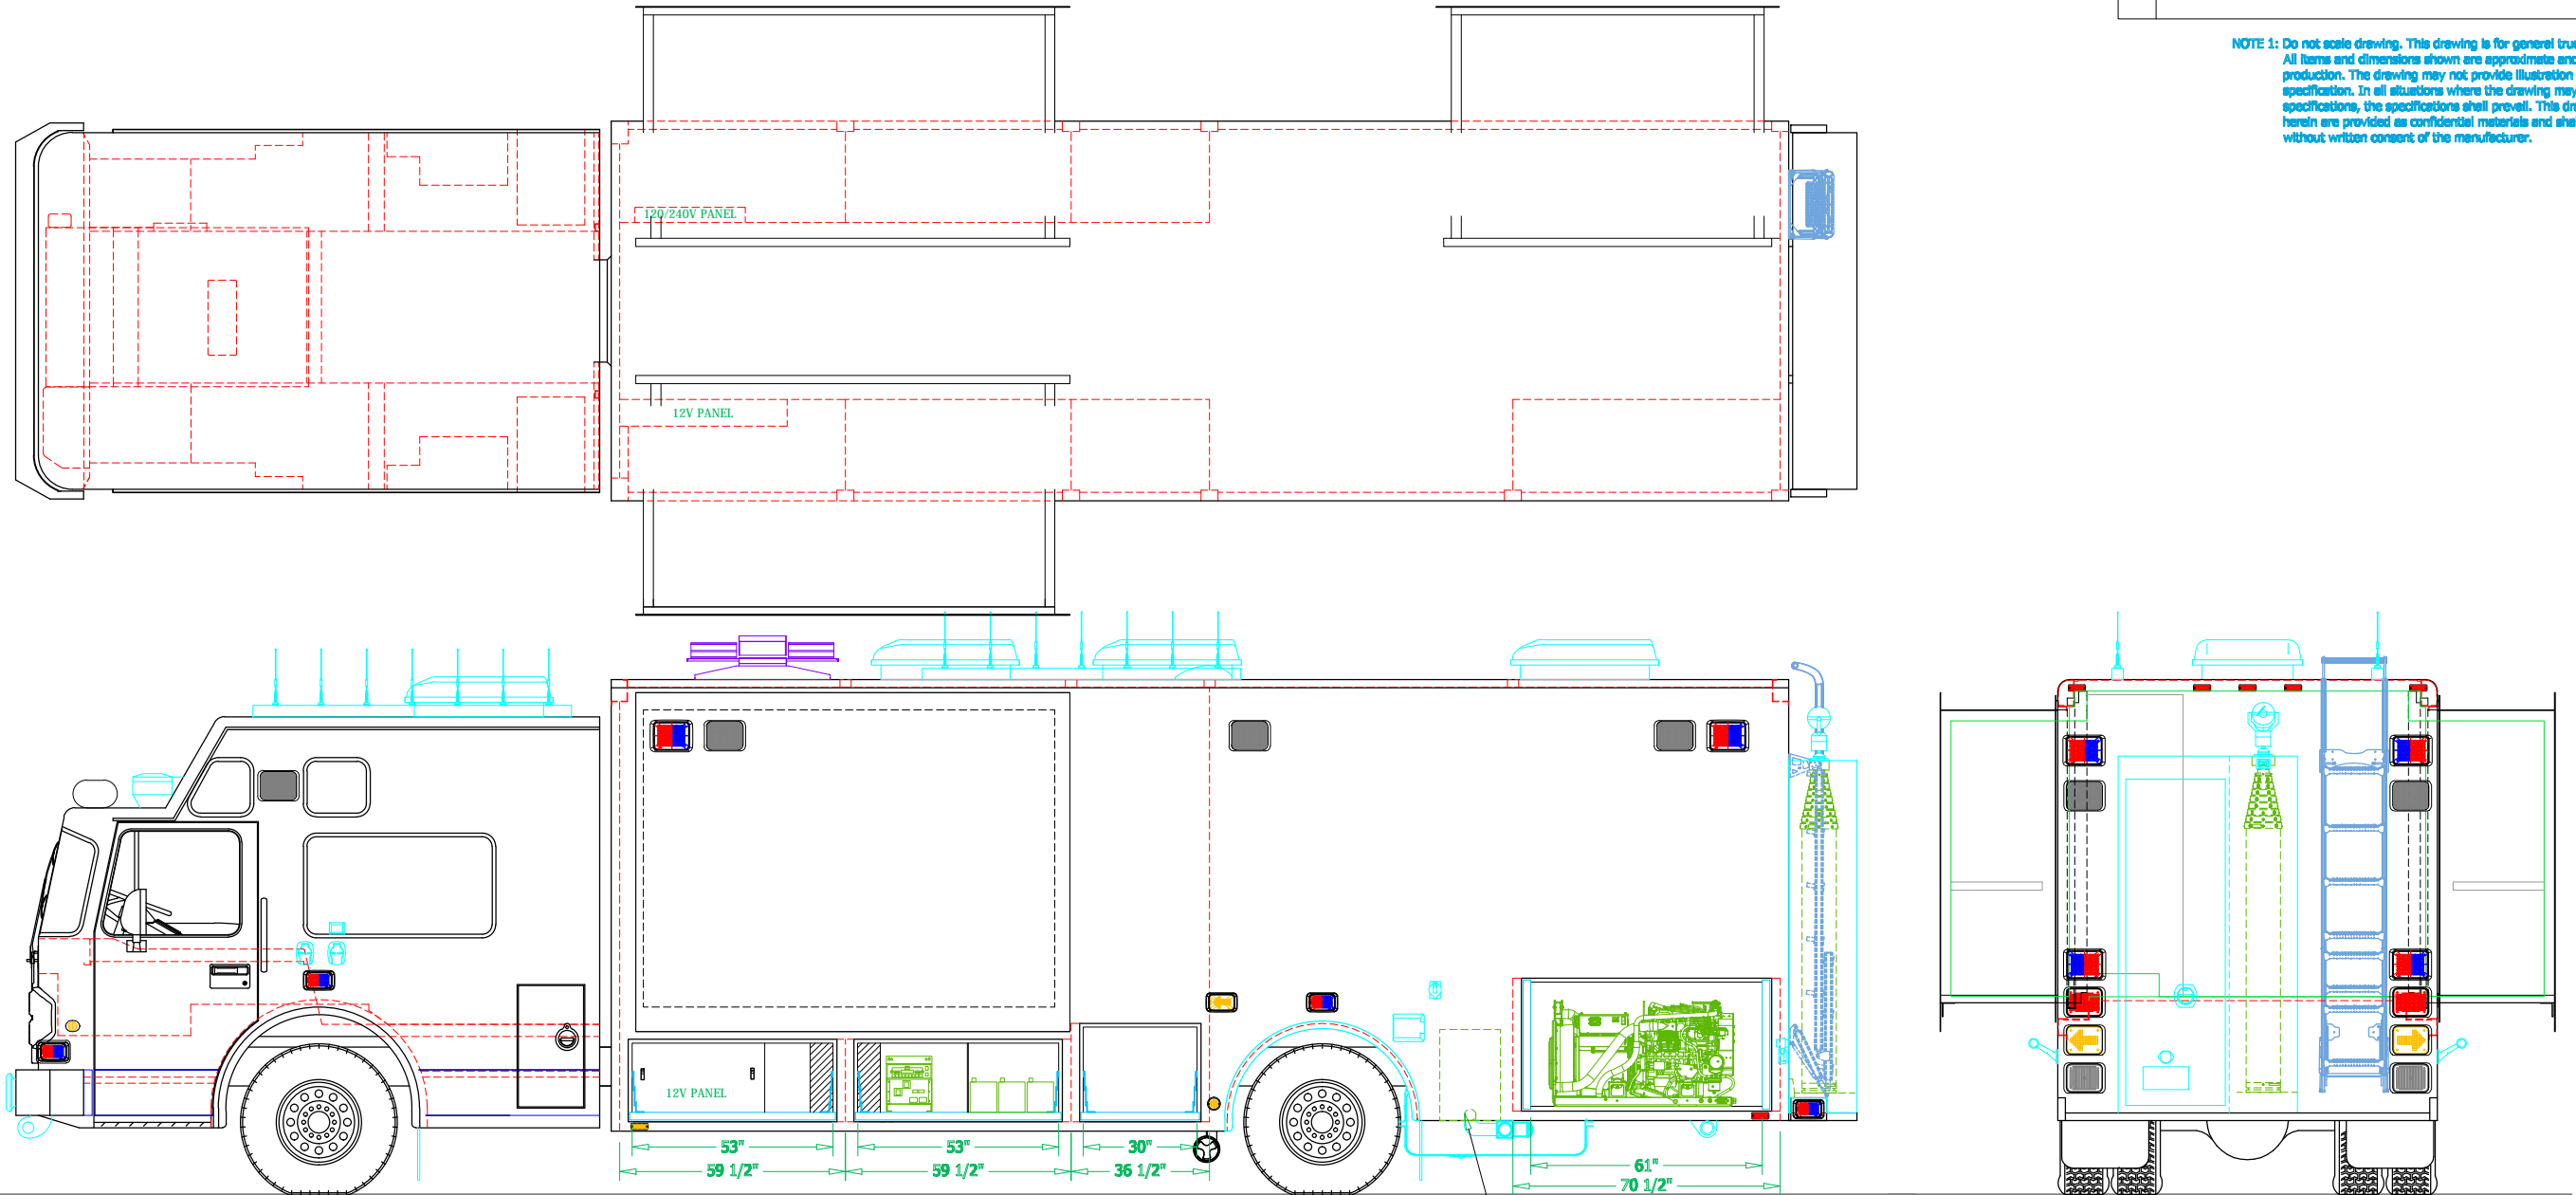 NOTE 1: Do not scale drawing. This drawing is for general
All items and dimensions shown are approximate and
production. The drawing may not provide illustration
specification. In all situations where the drawing may
specifications, the specifications shall prevail. This
herein are provided as confidential materials and
without written consent of the manufacturer.
120/240V PANEL
12V PANEL
12V PANEL
53"
53"
30"
59 1/2"
59 1/2"
36 1/2"
61"
70 1/2"